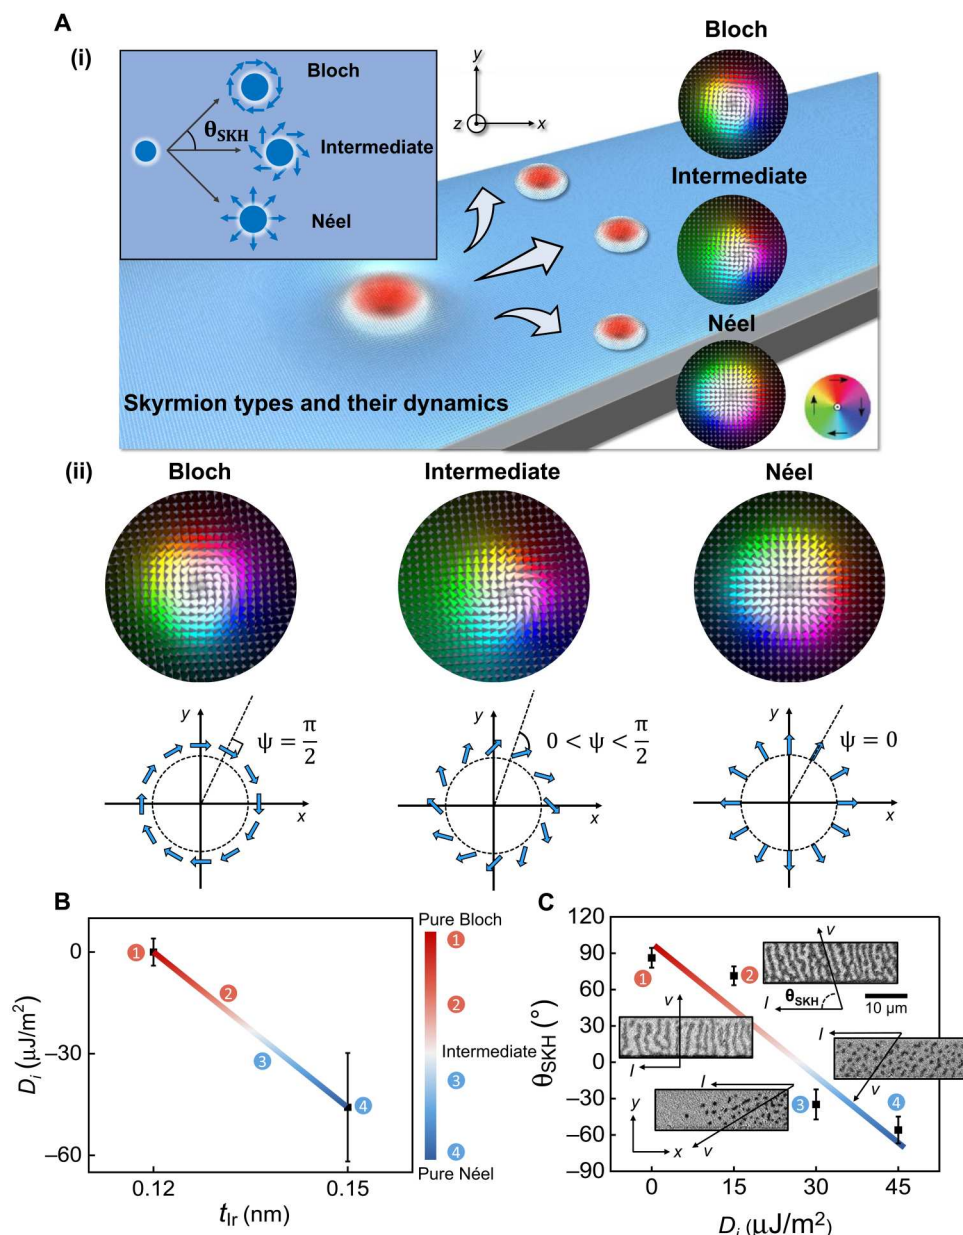 A
(i)
Bloch
θSKH
Intermediate
Néel
y
z
x
Bloch
Intermediate
Néel
Skyrmion types and their dynamics
(ii)
Bloch
Intermediate
Néel
y
x
ψ = π/2
y
x
0 < ψ < π/2
y
x
ψ = 0
B
Di (μJ/m²)
0
−30
−60
0.12
0.15
tIr (nm)
1
2
3
4
Pure Bloch
1
2
Intermediate
3
4
Pure Néel
C
θSKH (°)
120
90
60
30
0
−30
−60
−90
0
15
30
45
Di (μJ/m²)
1
2
3
4
v
I
θSKH
10 μm
v
I
I
v
I
v
y
x